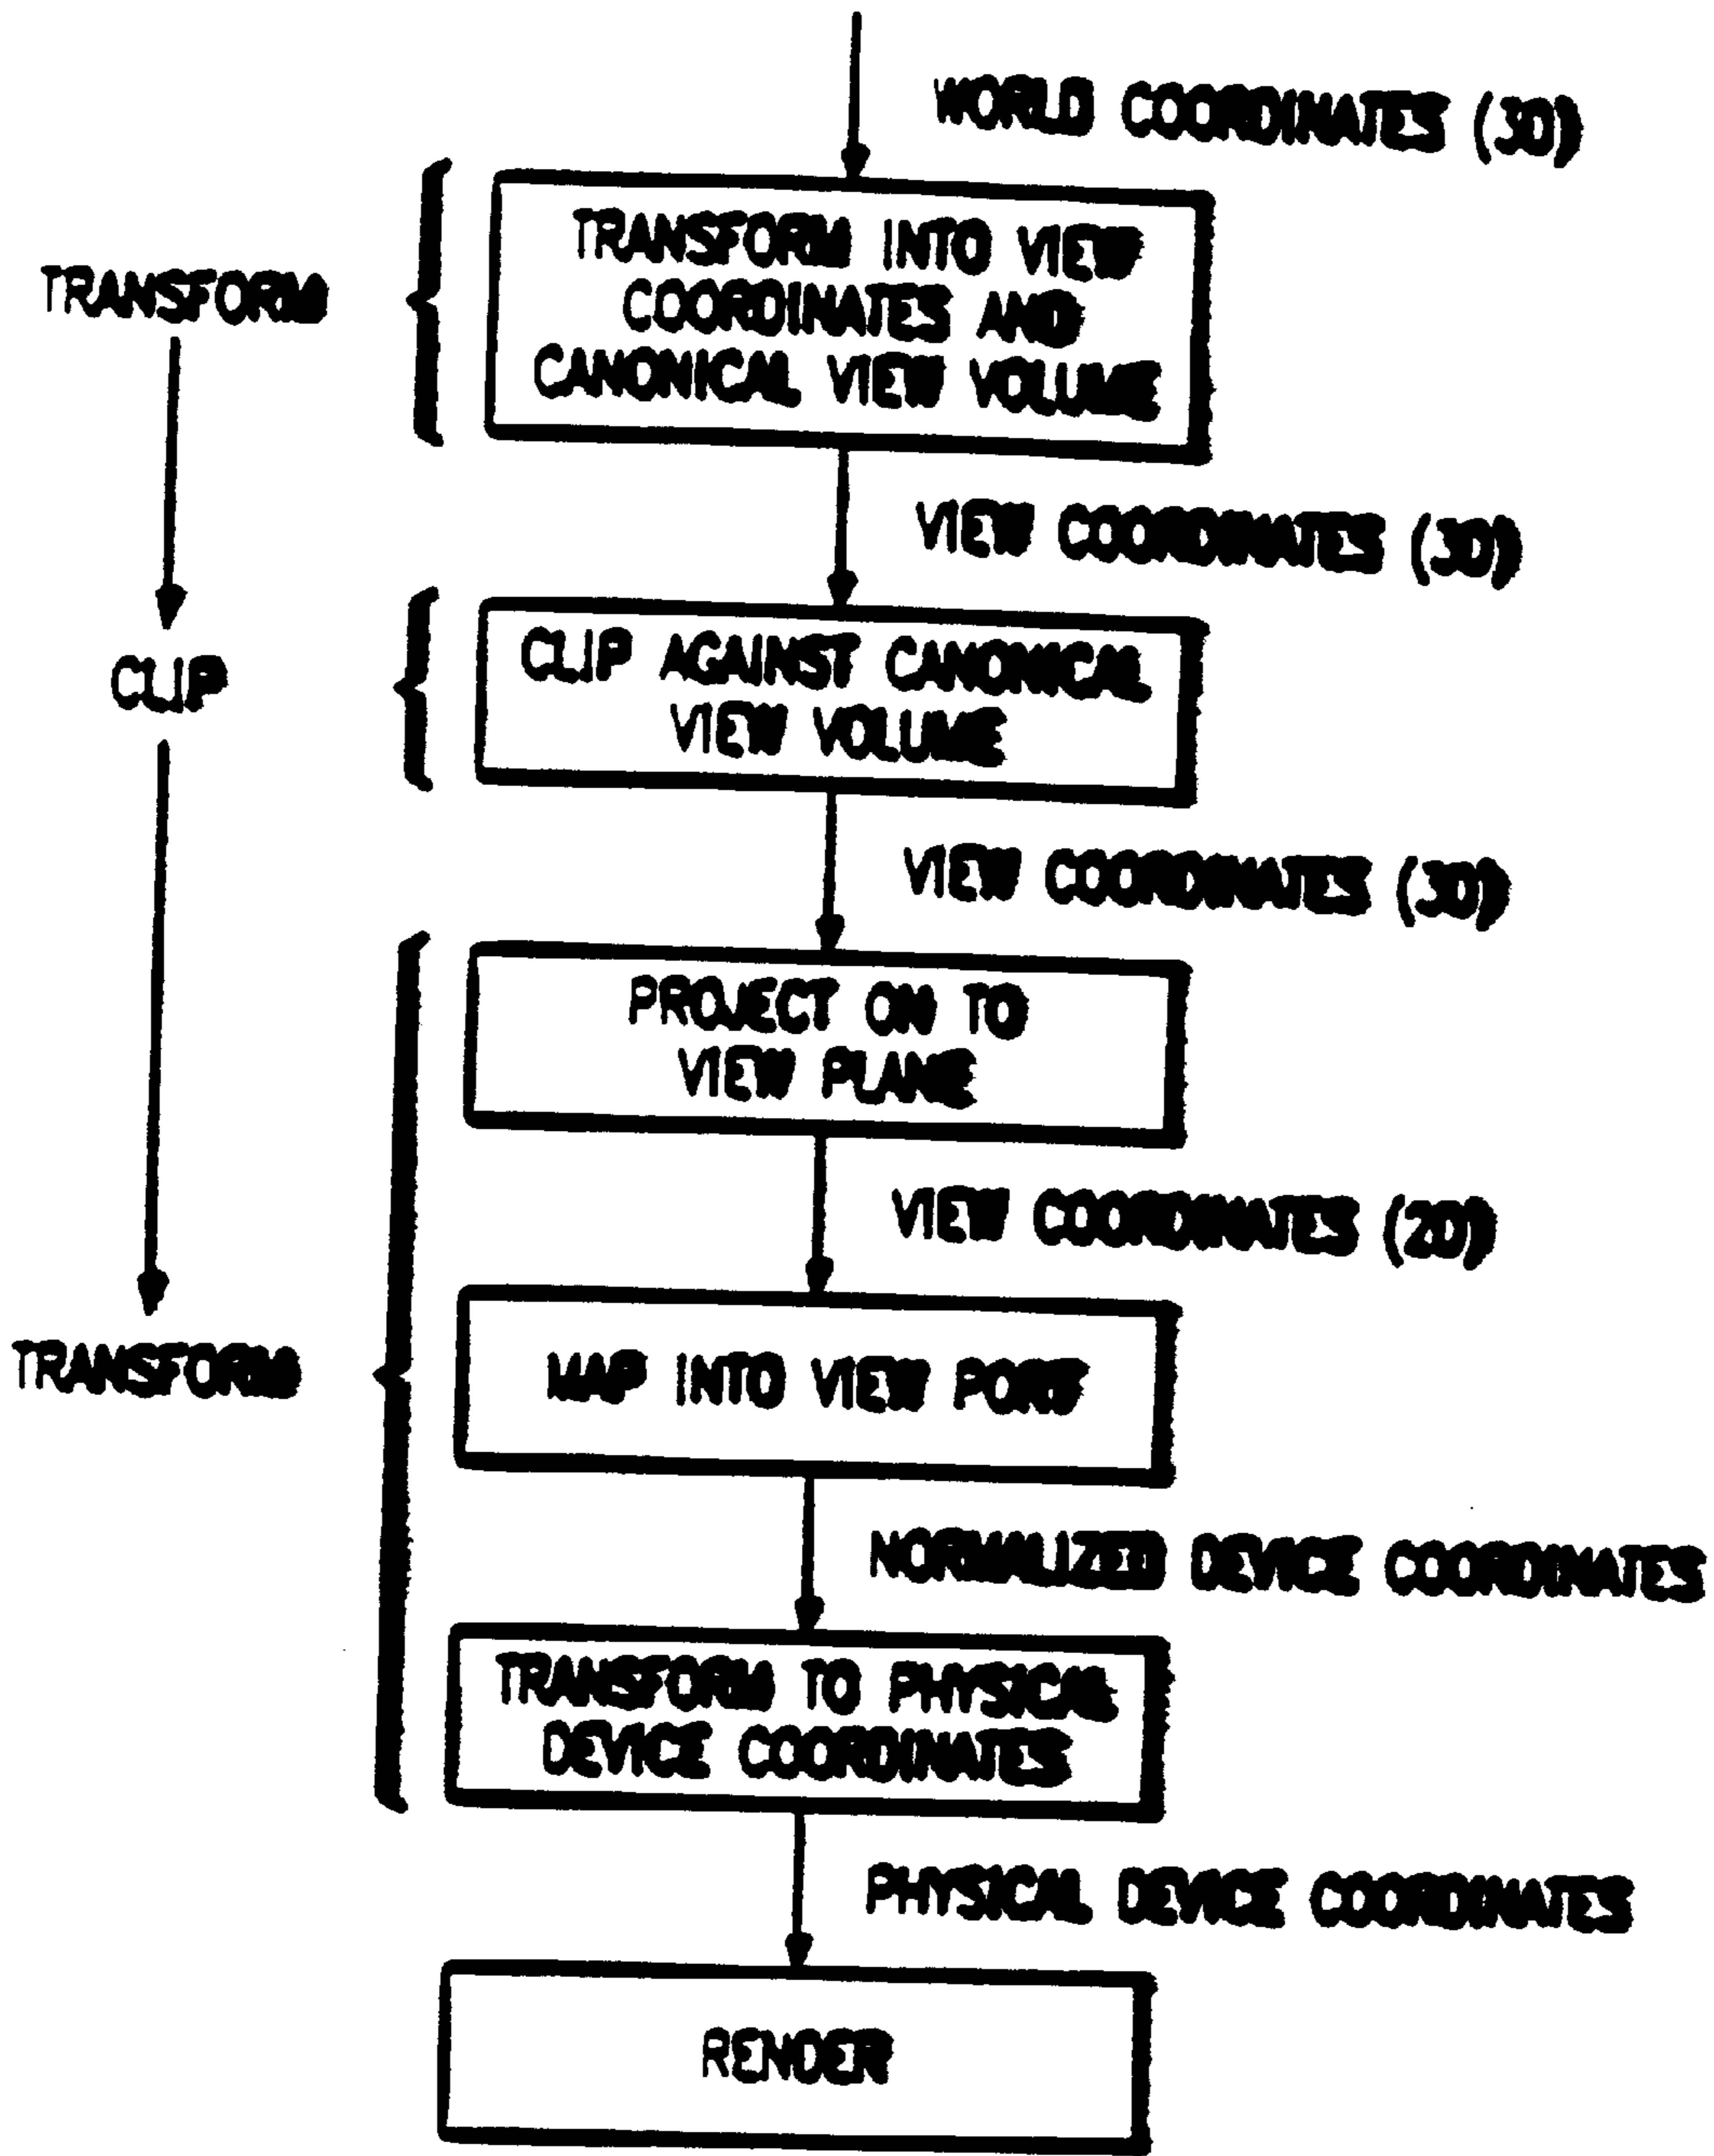 WORLD COORDINATES (3D)
TRANSFORM
TRANSFORM INTO VIEW
COORDINATES AND
CANONICAL VIEW VOLUME
VIEW COORDINATES (3D)
CLIP
CLIP AGAINST CANONICAL
VIEW VOLUME
VIEW COORDINATES (3D)
PROJECT ON TO
VIEW PLANE
VIEW COORDINATES (2D)
TRANSFORM
MAP INTO VIEW PORT
NORMALIZED DEVICE COORDINATES
TRANSFORM TO PHYSICAL
DEVICE COORDINATES
PHYSICAL DEVICE COORDINATES
RENDER